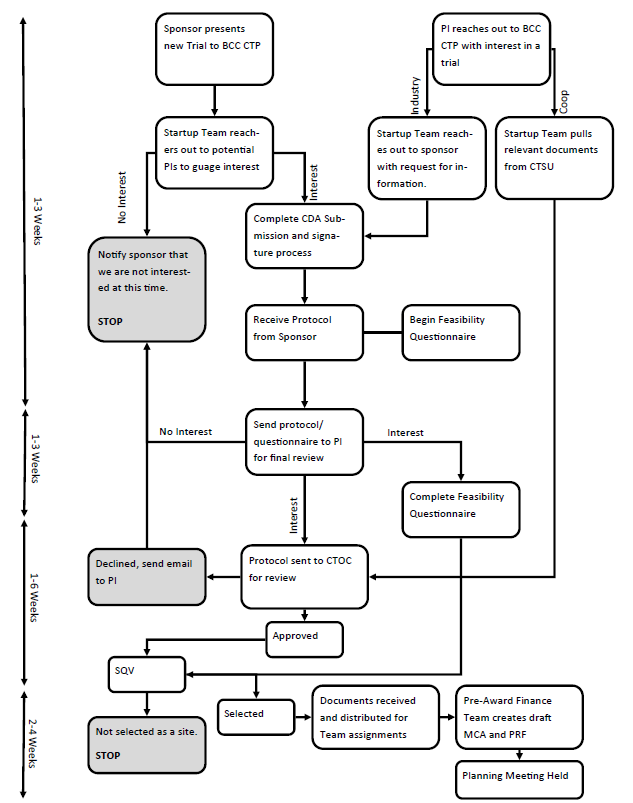 Sponsor presents
new Trial to BCC CTP
PI reaches out to BCC
CTP with interest in a
trial
Industry
Coop
Startup Team reach-
ers out to potential
PIs to guage interest
Startup Team reach-
es out to sponsor
with request for in-
formation.
Startup Team pulls
relevant documents
from CTSU
No Interest
Interest
1-3 Weeks
Complete CDA Sub-
mission and signa-
ture process
Notify sponsor that
we are not interest-
ed at this time.
STOP
Receive Protocol
from Sponsor
Begin Feasibility
Questionnaire
No Interest
Send protocol/
questionnaire to PI
for final review
Interest
1-3 Weeks
Complete Feasibility
Questionnaire
Interest
Declined, send email
to PI
Protocol sent to CTOC
for review
1-6 Weeks
Approved
SQV
Selected
Documents received
and distributed for
Team assignments
Pre-Award Finance
Team creates draft
MCA and PRF
2-4 Weeks
Not selected as a site.
STOP
Planning Meeting Held